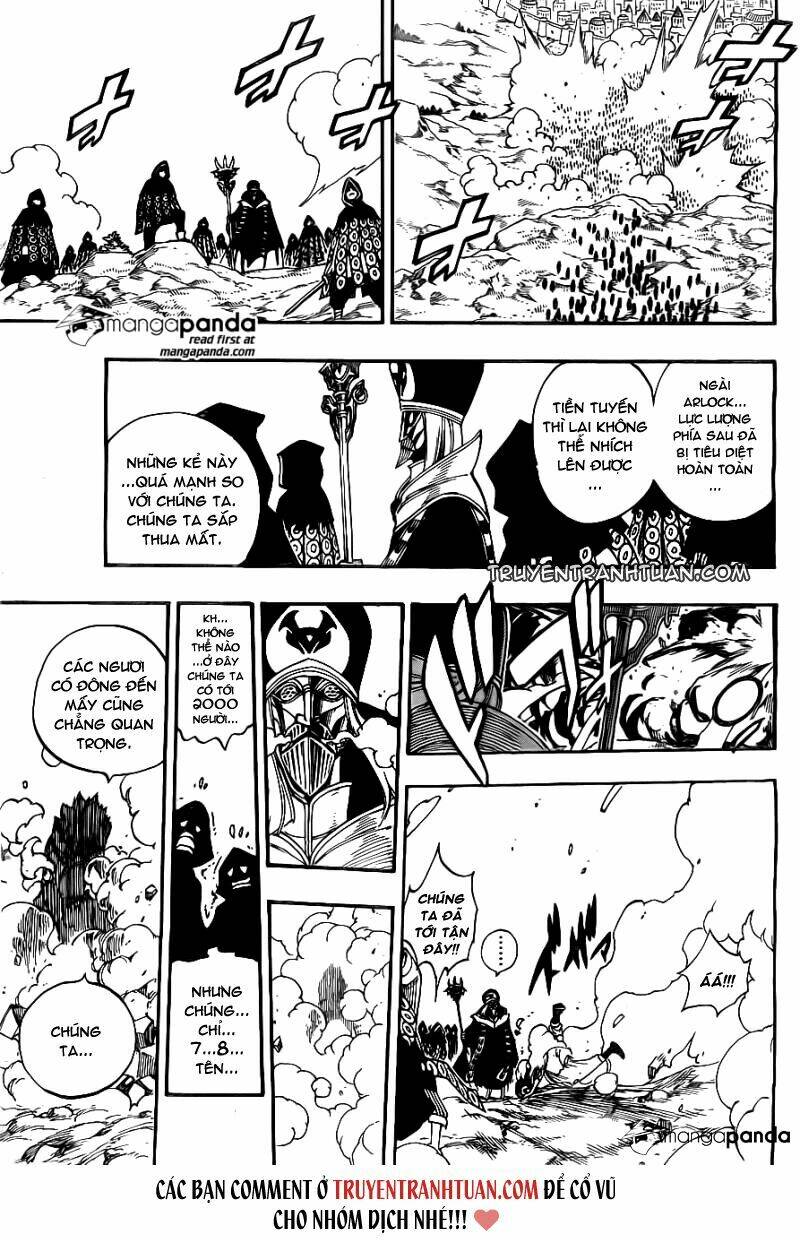 mangapanda
read first at
mangapanda.com
NGÀI
ARLOCK...
LỰC LƯỢNG
PHÍA SAU ĐÃ
BỊ TIÊU DIỆT
HOÀN TOÀN
...
TIỀN TUYẾN
THÌ LẠI KHÔNG
THỂ NHÍCH
LÊN ĐƯỢC
...
NHỮNG KẺ NÀY
...QUÁ MẠNH SO
VỚI CHÚNG TA.
CHÚNG TA SẮP
THUA MẤT.
TRUYENTRANHTUAN.COM
ÁÁ!!!
CHÚNG
TA ĐÃ
TỚI TẬN
ĐÂY!!
......
KH...
KHÔNG
THỂ NÀO
...Ở ĐÂY
CHÚNG TA
CÓ TỚI
2000
NGƯỜI...
NHƯNG
CHÚNG...
CHỈ
7...8...
TÊN...
CÁC NGƯƠI
CÓ ĐÔNG ĐẾN
MẤY CŨNG
CHẲNG QUAN
TRỌNG.
CHÚNG
TA...
mangapanda
CÁC BẠN COMMENT Ở TRUYENTRANHTUAN.COM ĐỂ CỔ VŨ
CHO NHÓM DỊCH NHÉ!!! ❤